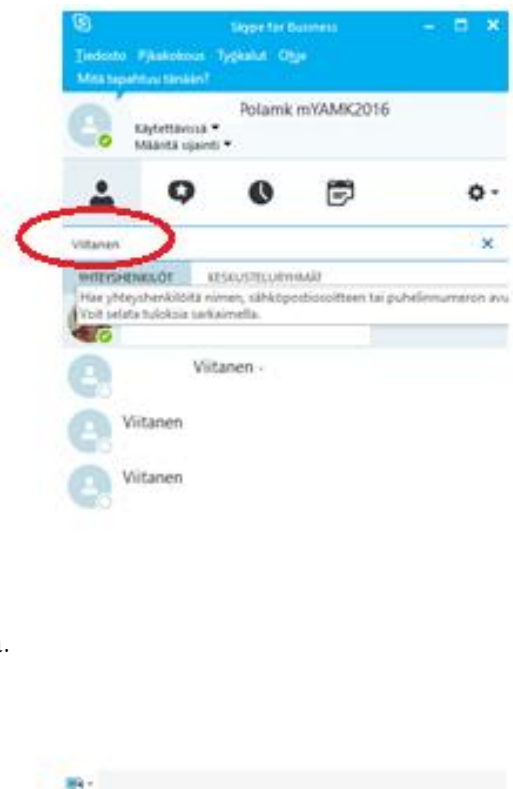 Skype for Business
Tiedosto Pikakokous Työkalut Ohje
Mitä tapahtuu tänään?
Polamk mYAMK2016
Käytettävissä
Määritä sijainti
Viitanen
YHTEYSHENKILÖT KESKUSTELURYHMÄT
Hae yhteyshenkilöitä nimen, sähköpostiosoitteen tai puhelinnumeron avu
Voit selata tuloksia sarkaimella.
Viitanen -
Viitanen
Viitanen